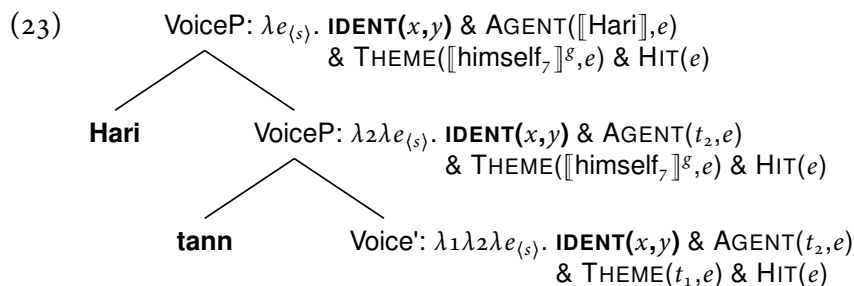 (23) VoiceP: λe⟨s⟩. IDENT(x,y) & AGENT(⟦Hari⟧,e)
& THEME(⟦himself₇⟧ᵍ,e) & HIT(e)
Hari VoiceP: λ2λe⟨s⟩. IDENT(x,y) & AGENT(t₂,e)
& THEME(⟦himself₇⟧ᵍ,e) & HIT(e)
tann Voice': λ1λ2λe⟨s⟩. IDENT(x,y) & AGENT(t₂,e)
& THEME(t₁,e) & HIT(e)